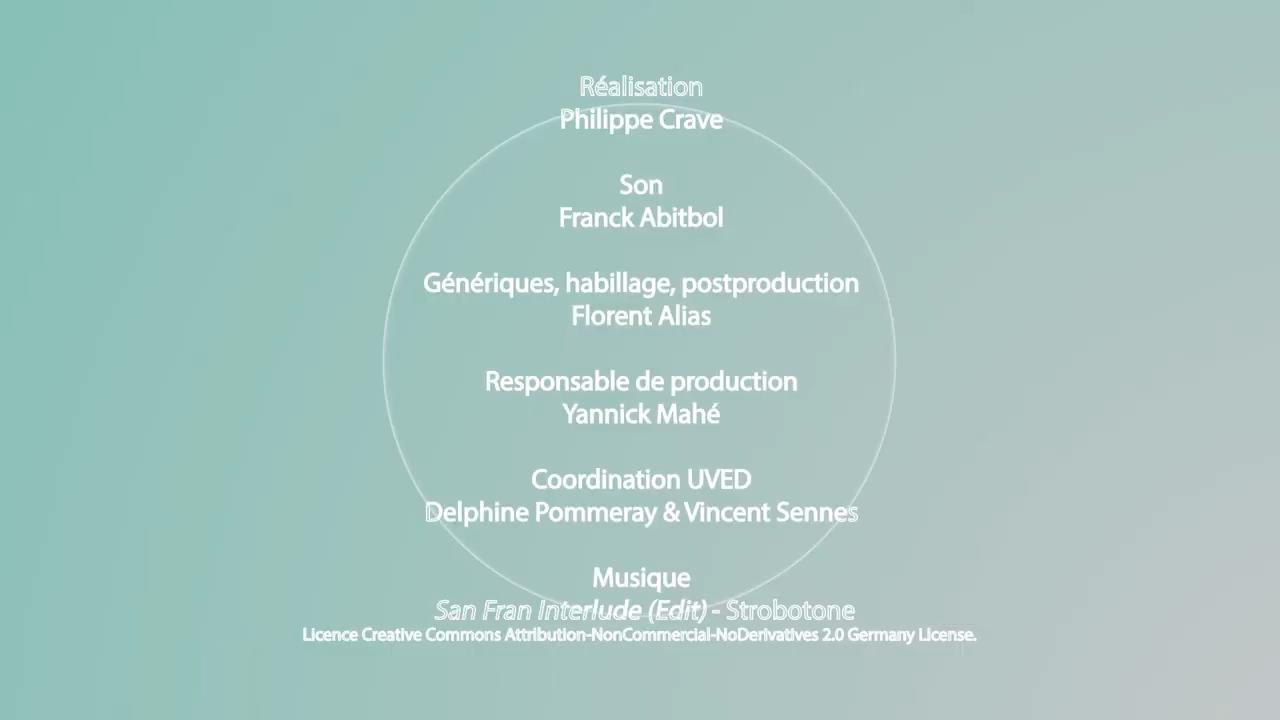 Réalisation
Philippe Crave
Son
Franck Abitbol
Génériques, habillage, postproduction
Florent Alias
Responsable de production
Yannick Mahé
Coordination UVED
Delphine Pommeray & Vincent Sennes
Musique
San Fran Interlude (Edit) - Strobotone
Licence Creative Commons Attribution-NonCommercial-NoDerivatives 2.0 Germany License.